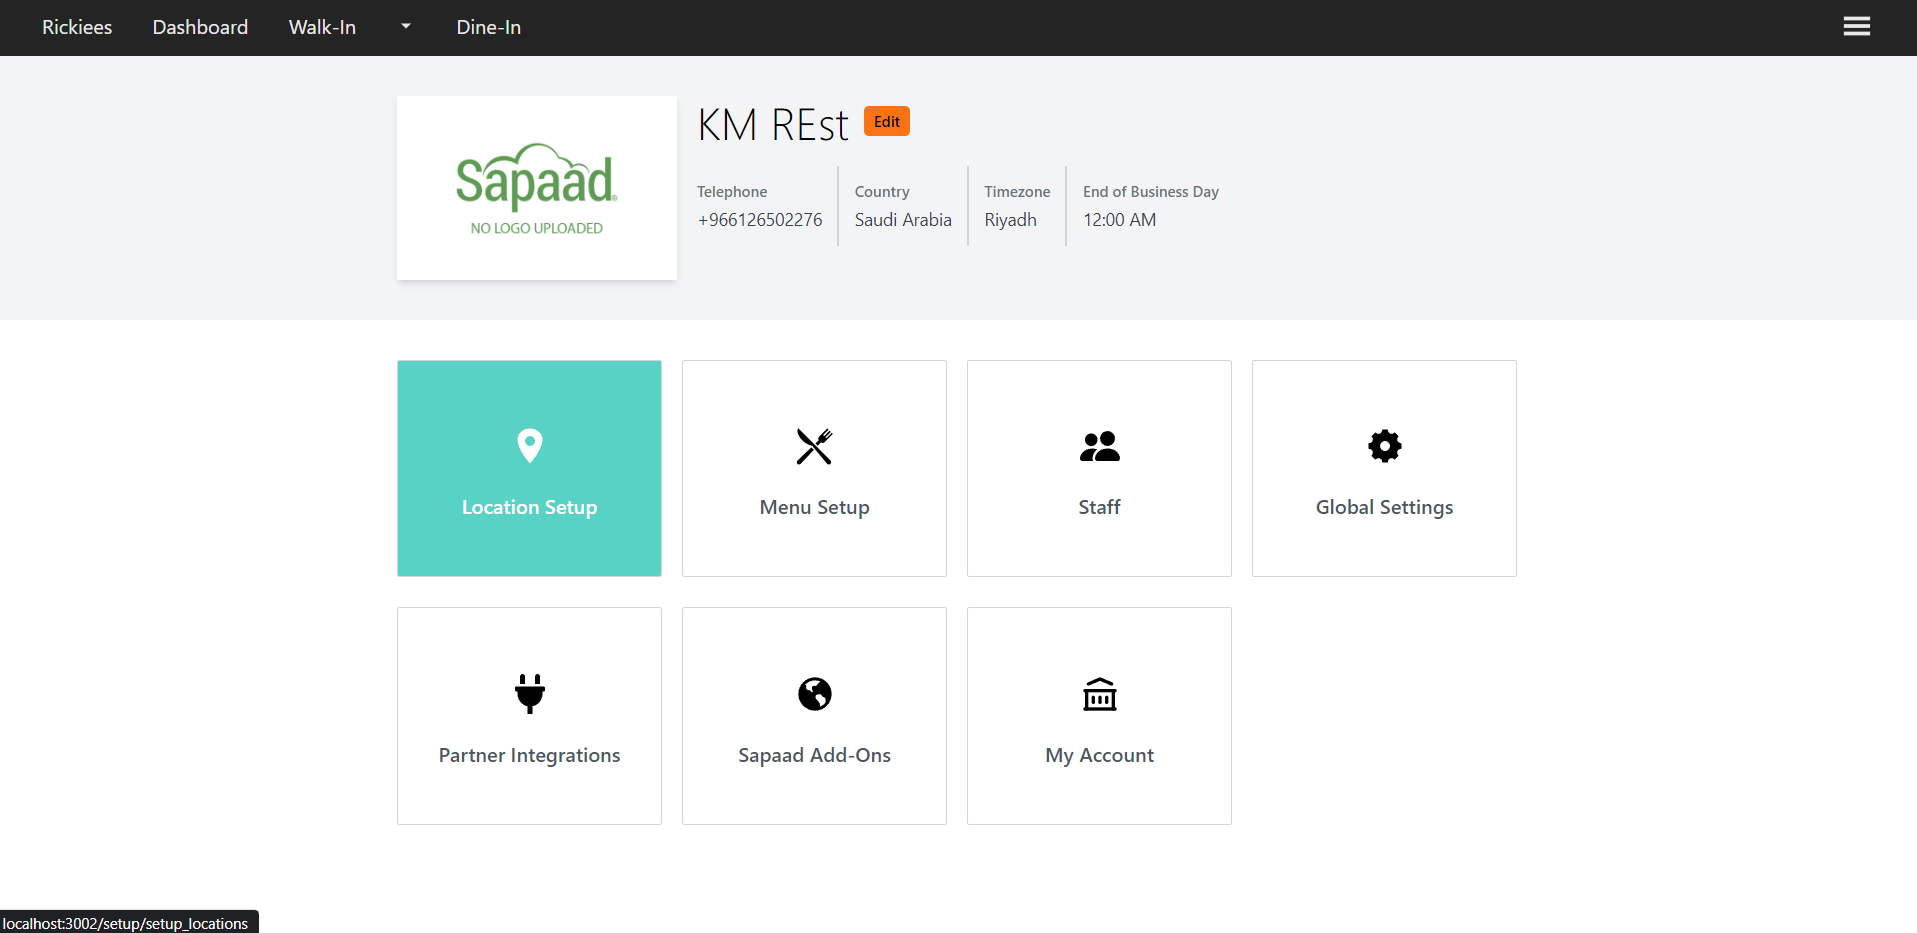 Rickiees Dashboard Walk-In Dine-In
KM REst Edit
Sapaad®
NO LOGO UPLOADED
Telephone Country Timezone End of Business Day
+966126502276 Saudi Arabia Riyadh 12:00 AM
Location Setup Menu Setup Staff Global Settings
Partner Integrations Sapaad Add-Ons My Account
localhost:3002/setup/setup_locations